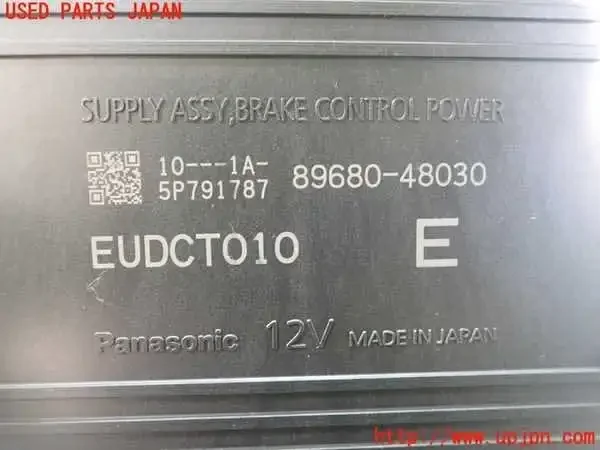 USED PARTS JAPAN
SUPPLY ASSY,BRAKE CONTROL POWER
10---1A-
5P791787 89680-48030
EUDCT010 E
Panasonic 12V MADE IN JAPAN
http://www.upjpn.com